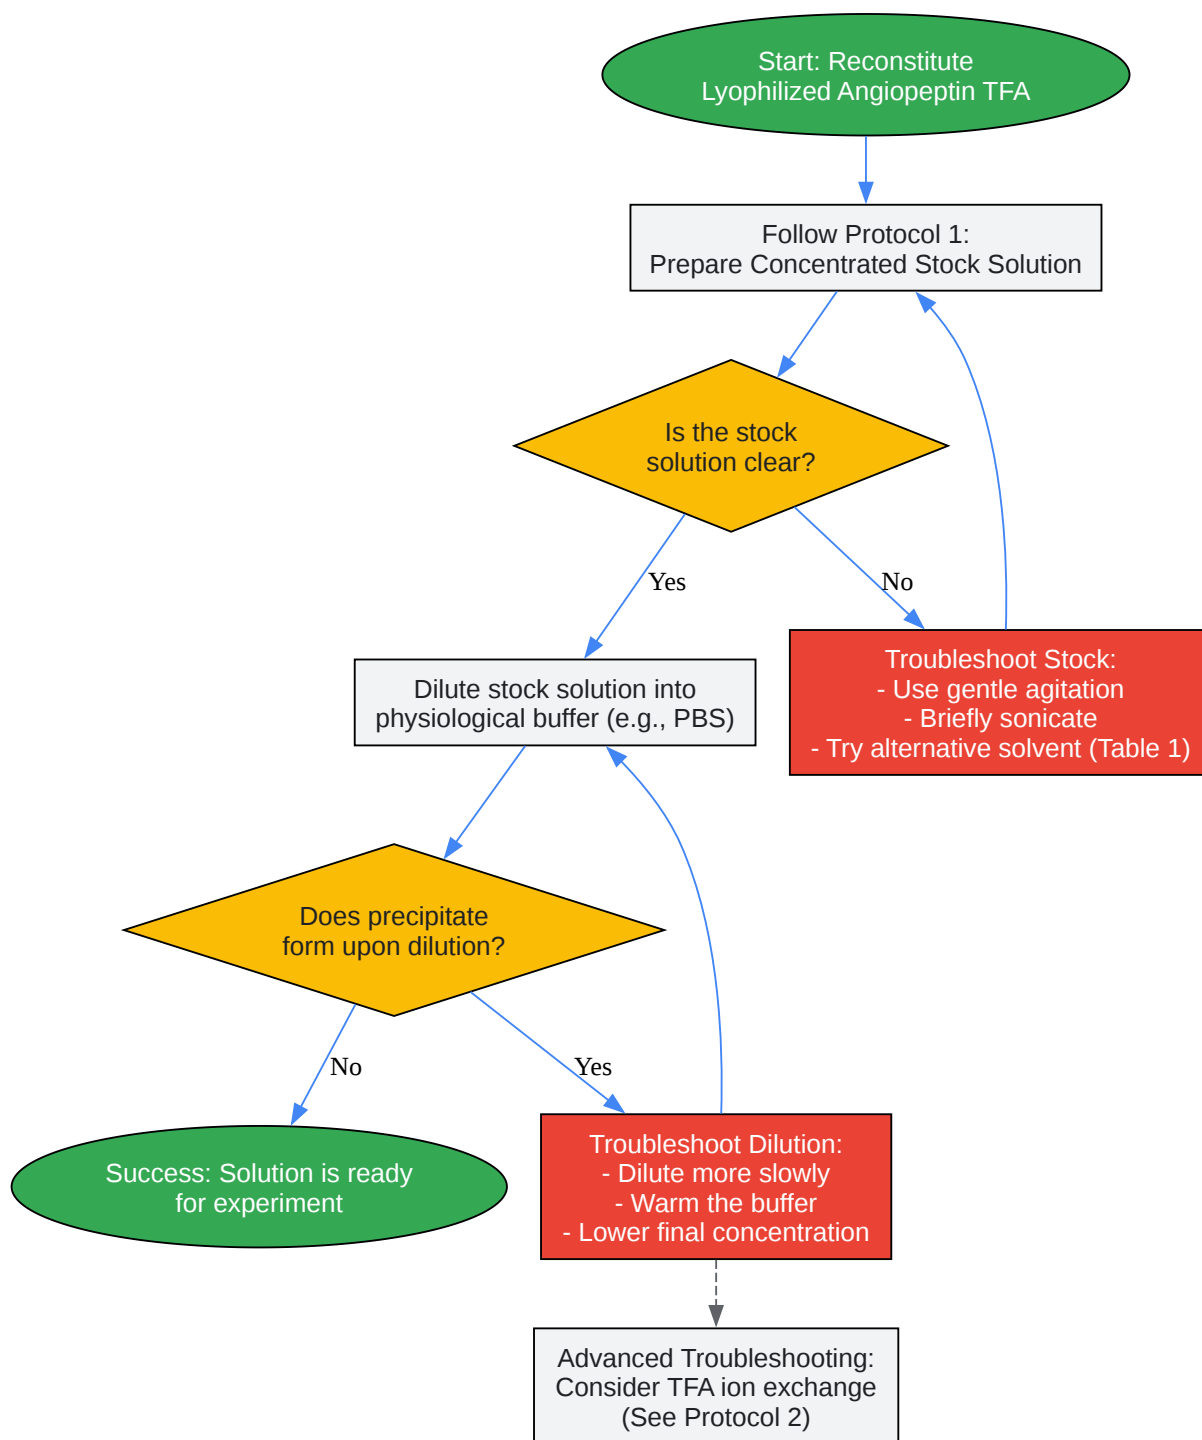 Start: Reconstitute
Lyophilized Angiopeptin TFA
Follow Protocol 1:
Prepare Concentrated Stock Solution
Is the stock
solution clear?
Yes
No
Troubleshoot Stock:
- Use gentle agitation
- Briefly sonicate
- Try alternative solvent (Table 1)
Dilute stock solution into
physiological buffer (e.g., PBS)
Does precipitate
form upon dilution?
No
Yes
Success: Solution is ready
for experiment
Troubleshoot Dilution:
- Dilute more slowly
- Warm the buffer
- Lower final concentration
Advanced Troubleshooting:
Consider TFA ion exchange
(See Protocol 2)